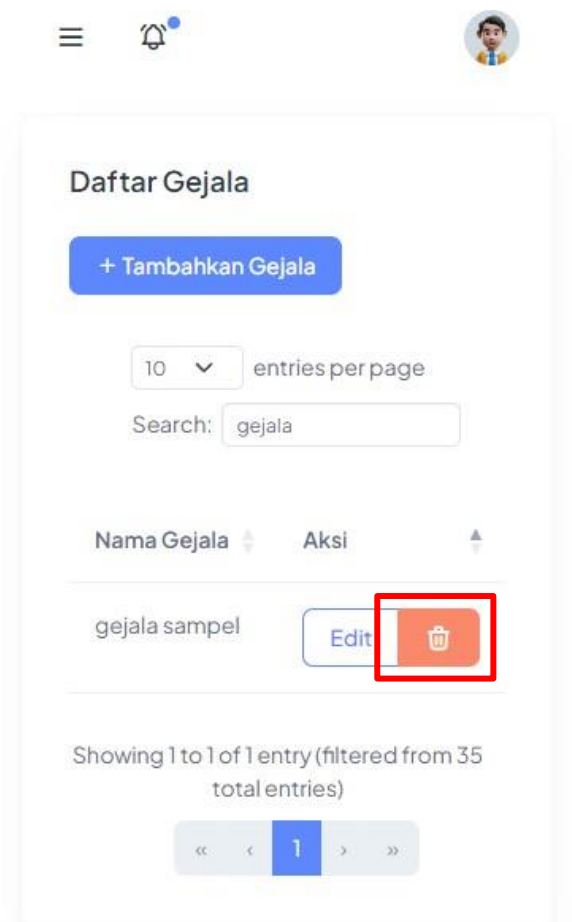 Daftar Gejala
+ Tambahkan Gejala
10 entries per page
Search: gejala
Nama Gejala Aksi
gejala sampel Edit
Showing 1 to 1 of 1 entry (filtered from 35
total entries)
« ‹ 1 › »